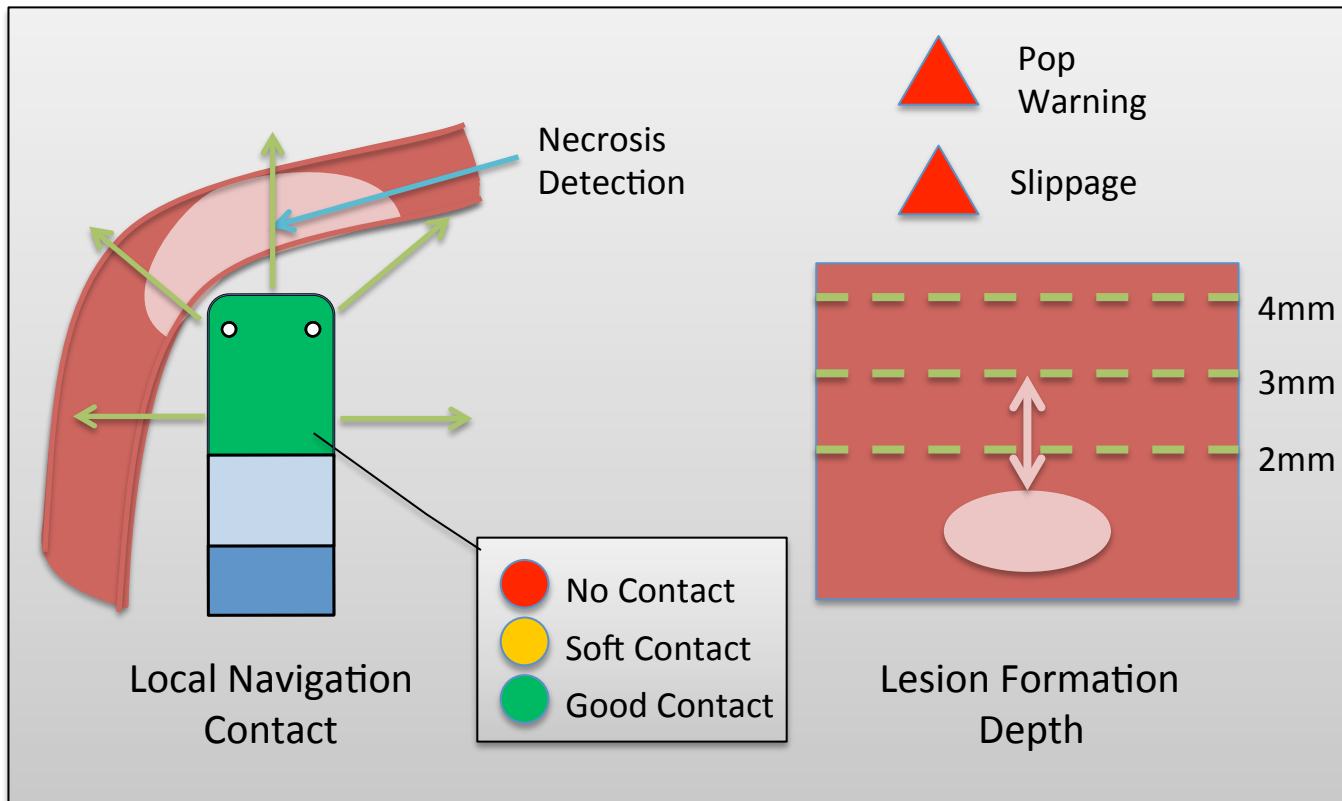 Necrosis
Detection
Pop
Warning
Slippage
4mm
3mm
2mm
No Contact
Soft Contact
Good Contact
Local Navigation
Contact
Lesion Formation
Depth